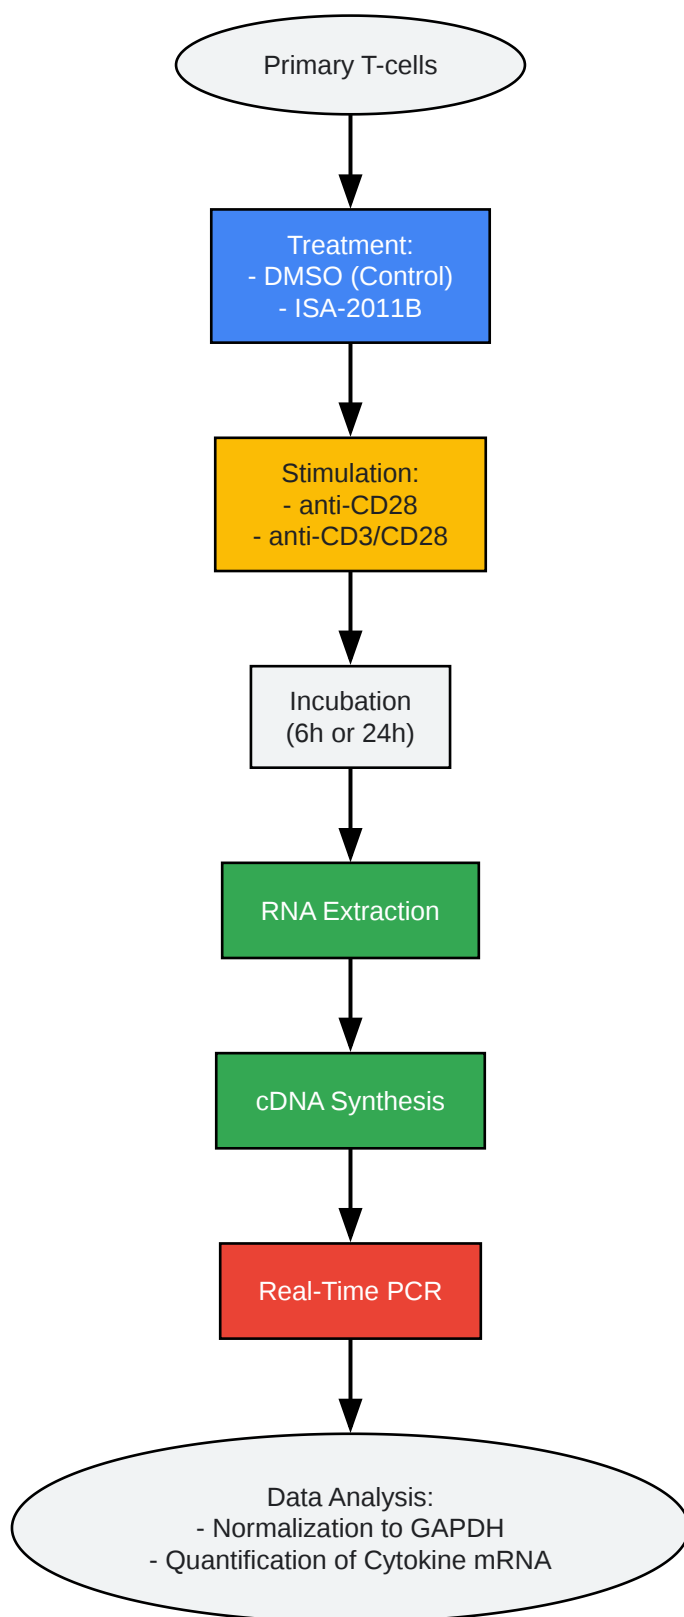 Primary T-cells
Treatment:
- DMSO (Control)
- ISA-2011B
Stimulation:
- anti-CD28
- anti-CD3/CD28
Incubation
(6h or 24h)
RNA Extraction
cDNA Synthesis
Real-Time PCR
Data Analysis:
- Normalization to GAPDH
- Quantification of Cytokine mRNA